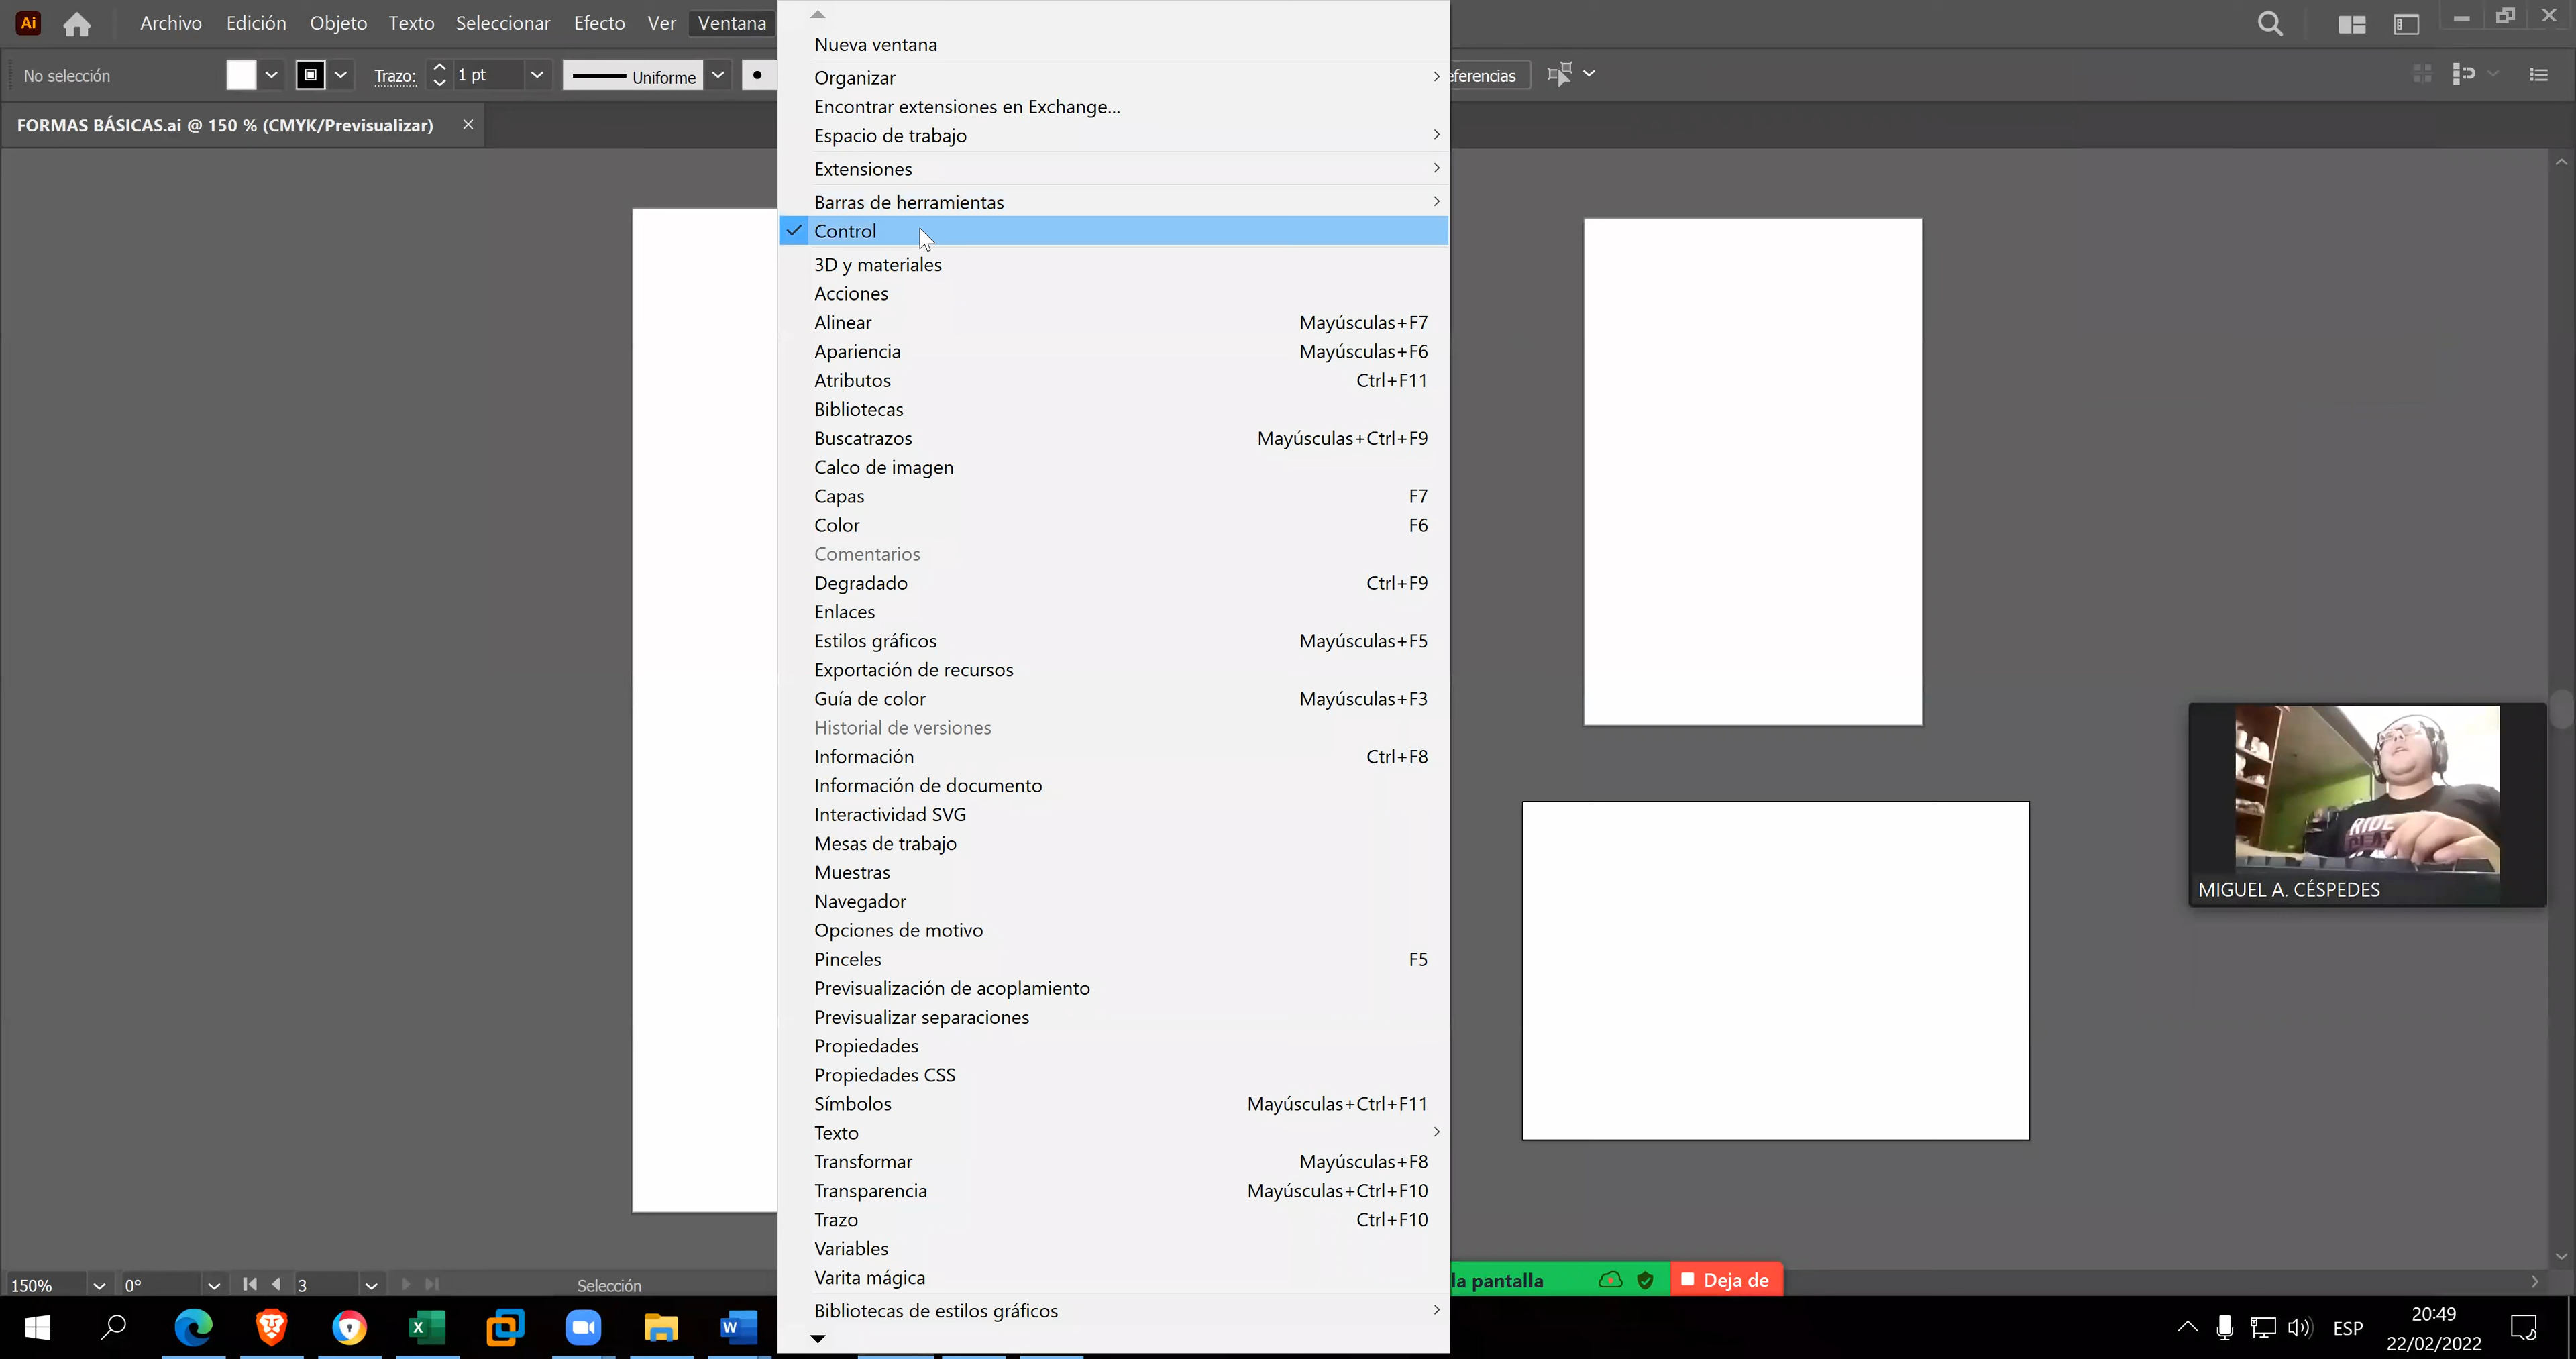 Ai Archivo Edición Objeto Texto Seleccionar Efecto Ver Ventana
No selección Trazo: 1 pt Uniforme eferencias
FORMAS BÁSICAS.ai @ 150 % (CMYK/Previsualizar) ×
Nueva ventana
Organizar
Encontrar extensiones en Exchange...
Espacio de trabajo
Extensiones
Barras de herramientas
Control
3D y materiales
Acciones
Alinear Mayúsculas+F7
Apariencia Mayúsculas+F6
Atributos Ctrl+F11
Bibliotecas
Buscatrazos Mayúsculas+Ctrl+F9
Calco de imagen
Capas F7
Color F6
Comentarios
Degradado Ctrl+F9
Enlaces
Estilos gráficos Mayúsculas+F5
Exportación de recursos
Guía de color Mayúsculas+F3
Historial de versiones
Información Ctrl+F8
Información de documento
Interactividad SVG
Mesas de trabajo
Muestras
Navegador
Opciones de motivo
Pinceles F5
Previsualización de acoplamiento
Previsualizar separaciones
Propiedades
Propiedades CSS
Símbolos Mayúsculas+Ctrl+F11
Texto
Transformar Mayúsculas+F8
Transparencia Mayúsculas+Ctrl+F10
Trazo Ctrl+F10
Variables
Varita mágica
Bibliotecas de estilos gráficos
RIDE
MIGUEL A. CÉSPEDES
150% 0° 3 Selección
la pantalla Deja de
ESP
20:49
22/02/2022